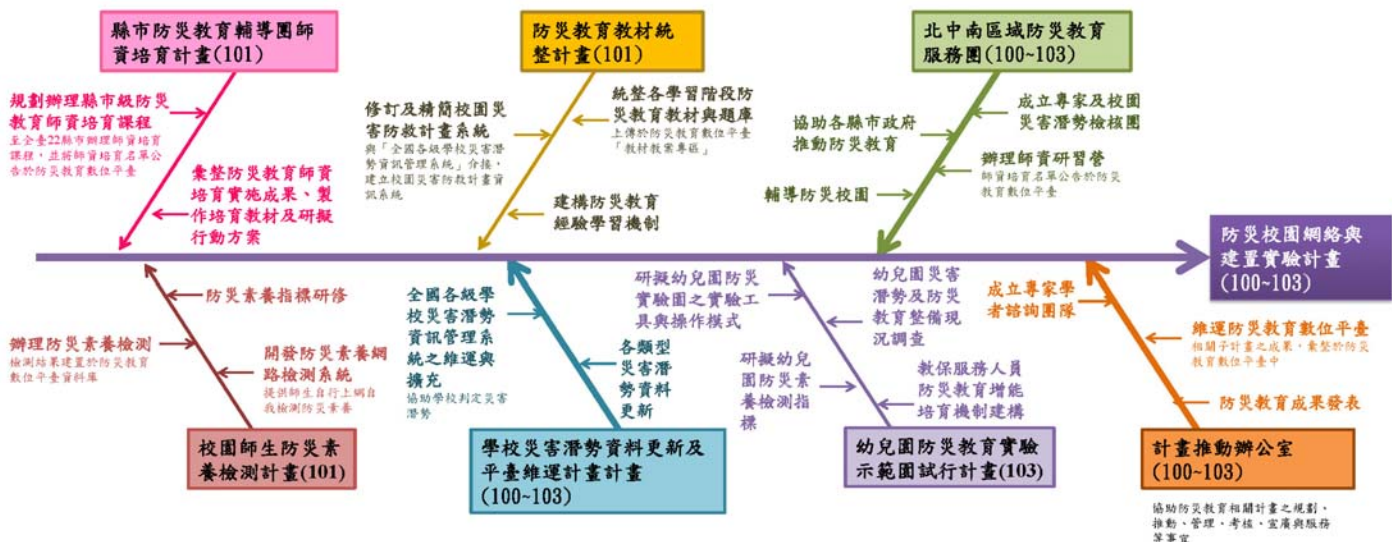 縣市防災教育輔導團師
資培育計畫(101)
規劃辦理縣市級防災
教育師資培育課程
至全臺22縣市辦理師資培育
課程，並將師資培育名單公
告於防災教育數位平臺
彙整防災教育師資
培育實施成果、製
作培育教材及研擬
行動方案
防災教育教材統
整計畫(101)
修訂及精簡校園災
害防救計畫系統
與「全國各級學校災害潛
勢資訊管理系統」介接，
建立校園災害防救計畫資
訊系統
統整各學習階段防
災教育教材與題庫
上傳於防災教育數位平臺
「教材教案專區」
建構防災教育
經驗學習機制
北中南區域防災教育
服務團(100~103)
協助各縣市政府
推動防災教育
輔導防災校園
成立專家及校園
災害潛勢檢核團
辦理師資研習營
師資培育名單公告於防災
教育數位平臺
防災校園網絡與
建置實驗計畫
(100~103)
防災素養指標研修
辦理防災素養檢測
檢測結果建置於防災教育
數位平臺資料庫
開發防災素養網
路檢測系統
提供師生自行上網自
我檢測防災素養
校園師生防災素
養檢測計畫(101)
全國各級學
校災害潛勢
資訊管理系
統之維運與
擴充
協助學校判定災害
潛勢
各類型
災害潛
勢資料
更新
學校災害潛勢資料更新及
平臺維運計畫計畫
(100~103)
研擬幼兒園防災
實驗園之實驗工
具與操作模式
研擬幼兒
園防災素
養檢測指
標
幼兒園災害
潛勢及防災
教育整備現
況調查
教保服務人員
防災教育增能
培育機制建構
幼兒園防災教育實驗
示範園試行計畫(103)
成立專家學
者諮詢團隊
維運防災教育數位平臺
相關子計畫之成果，彙整於防災
教育數位平臺中
防災教育成果發表
計畫推動辦公室
(100~103)
協助防災教育相關計畫之規劃、
推動、管理、考核、宣廣與服務
等事宜